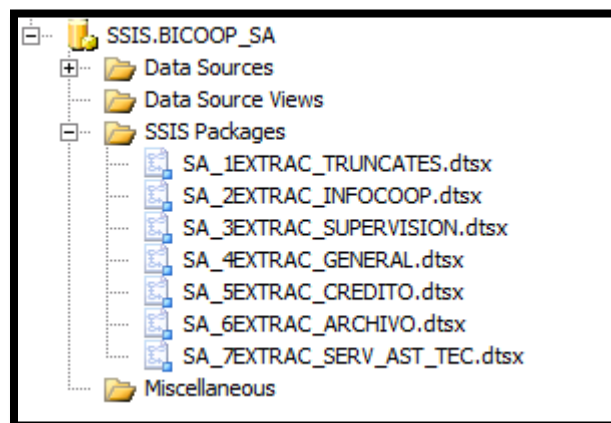 SSIS.BICOOP_SA
Data Sources
Data Source Views
SSIS Packages
SA_1EXTRAC_TRUNCATES.dtsx
SA_2EXTRAC_INFOCOOP.dtsx
SA_3EXTRAC_SUPERVISION.dtsx
SA_4EXTRAC_GENERAL.dtsx
SA_5EXTRAC_CREDITO.dtsx
SA_6EXTRAC_ARCHIVO.dtsx
SA_7EXTRAC_SERV_AST_TEC.dtsx
Miscellaneous